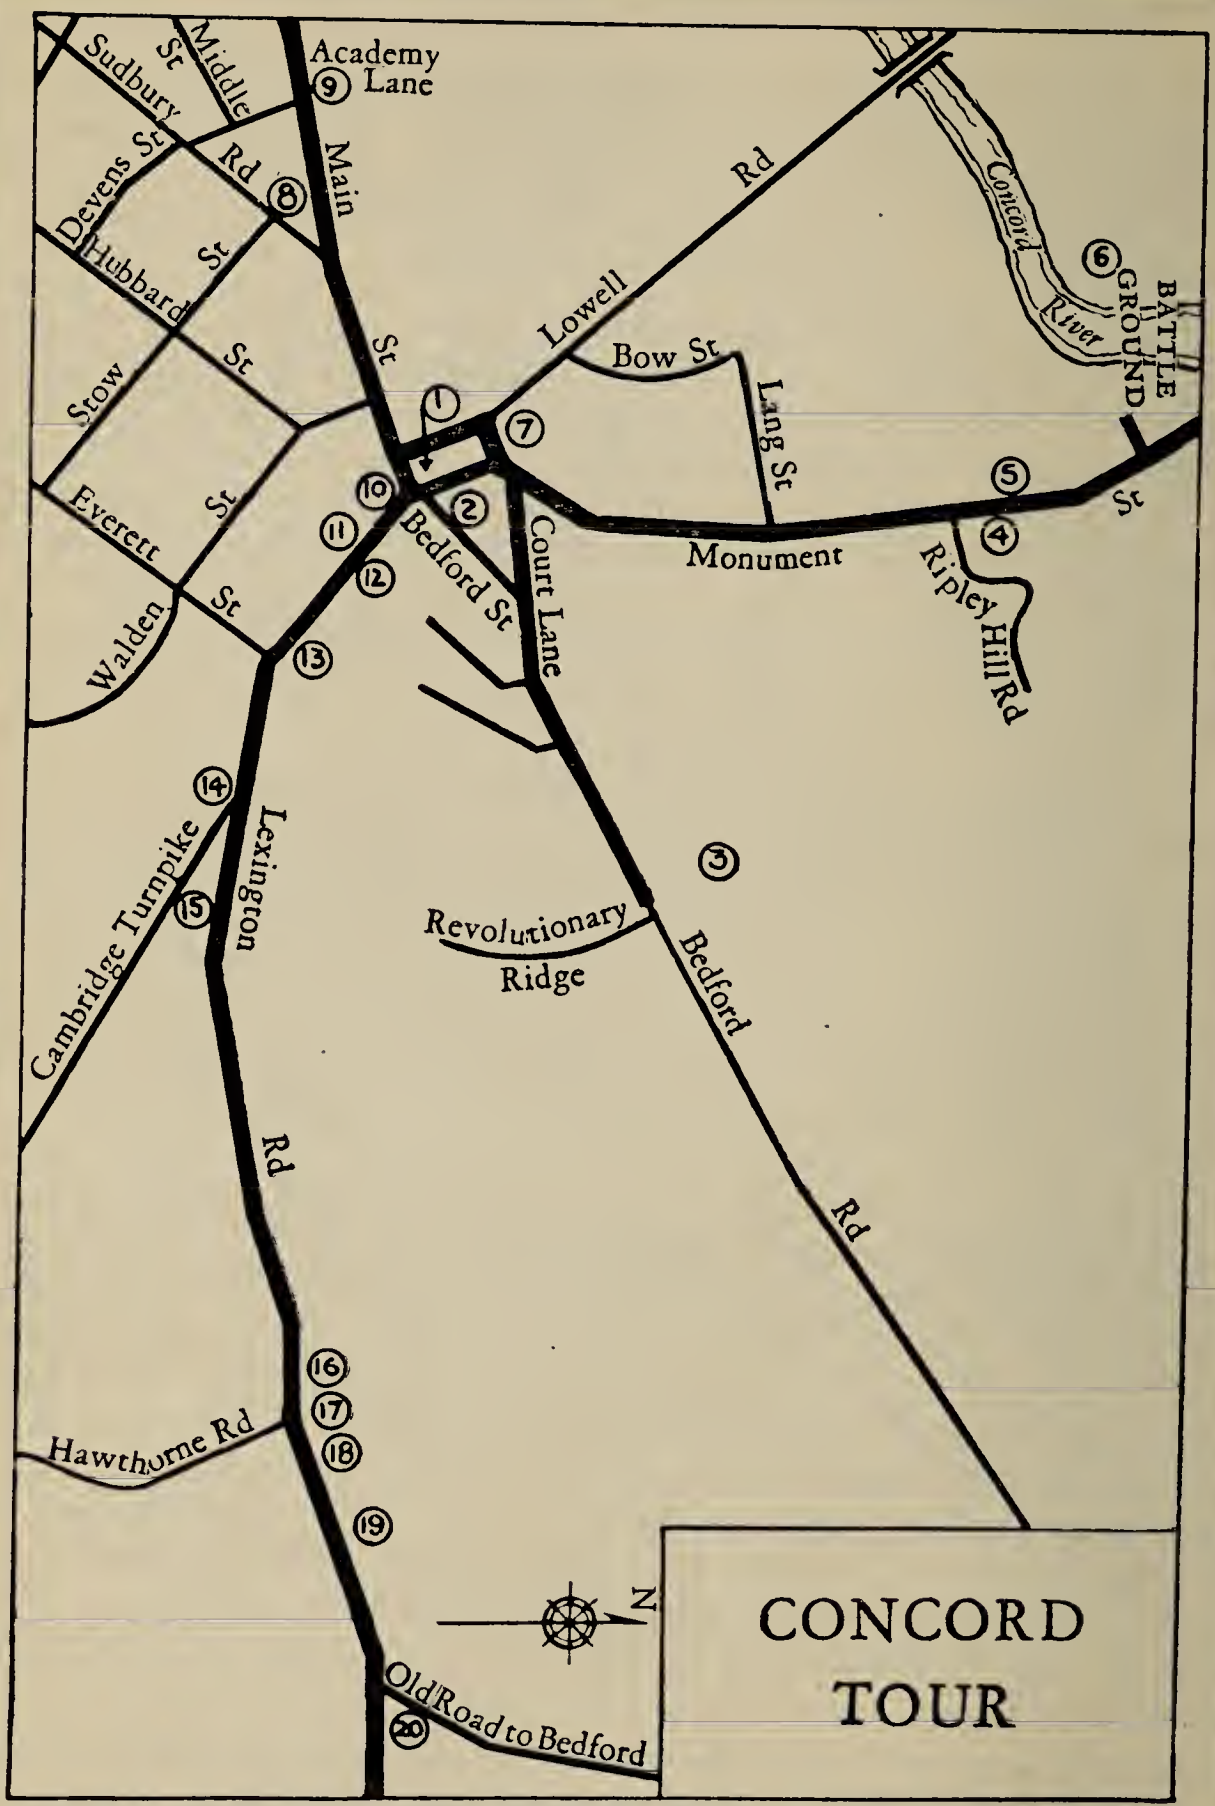 Academy
Lane
9
Middle
St
Sudbury
Rd
Main
St
Devens St
8
Hubbard
St
St
Stow
Everett
St
St
Walden
Lowell
Rd
Bow St
Lang St
Concord
River
6
BATTLE
GROUND
1
7
10
2
11
12
13
Bedford St
Court Lane
Monument
St
5
4
Ripley Hill Rd
14
15
Cambridge Turnpike
Lexington
Rd
3
Revolutionary
Ridge
Bedford
Rd
16
17
18
Hawthorne Rd
19
N
Old Road to Bedford
20
CONCORD
TOUR